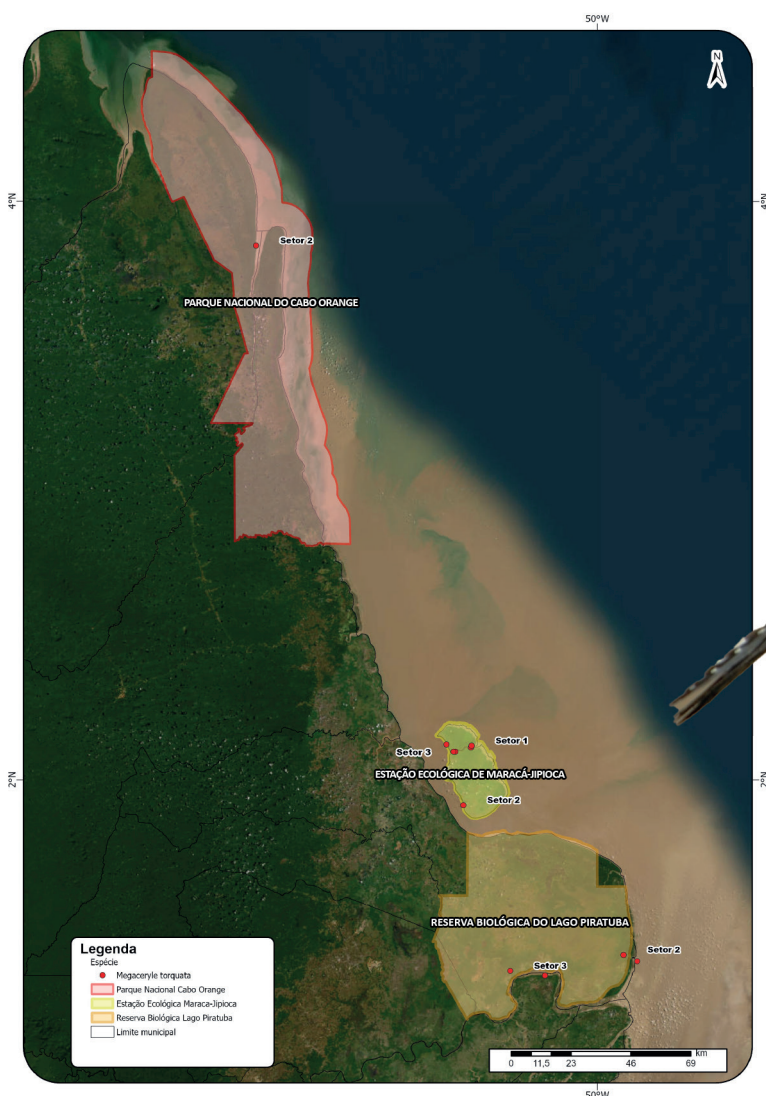 50°W
N
4°N
4°N
Setor 2
PARQUE NACIONAL DO CABO ORANGE
Setor 3
Setor 1
ESTAÇÃO ECOLÓGICA DE MARACÁ-JIPIOCA
2°N
2°N
Setor 2
RESERVA BIOLÓGICA DO LAGO PIRATUBA
Setor 2
Setor 3
Legenda
Espécie
Megaceryle torquata
Parque Nacional Cabo Orange
Estação Ecológica Maraca-Jipioca
Reserva Biológica Lago Piratuba
Limite municipal
km
0 11,5 23 46 69
50°W